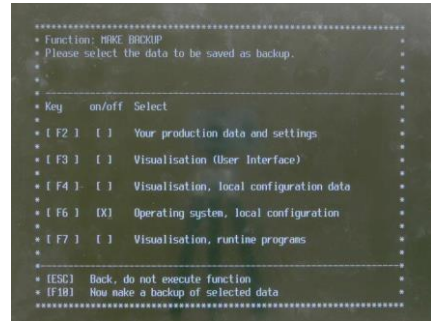 ****************************************************
* Function: MAKE BACKUP *
* Please select the data to be saved as backup. *
* Key on/off Select *
* [ F2 ] [ ] Your production data and settings *
* [ F3 ] [ ] Visualisation (User Interface) *
* [ F4 ] [ ] Visualisation, local configuration data *
* [ F6 ] [X] Operating system, local configuration *
* [ F7 ] [ ] Visualisation, runtime programs *
* [ESC] Back, do not execute function *
* [F10] Now make a backup of selected data *
****************************************************